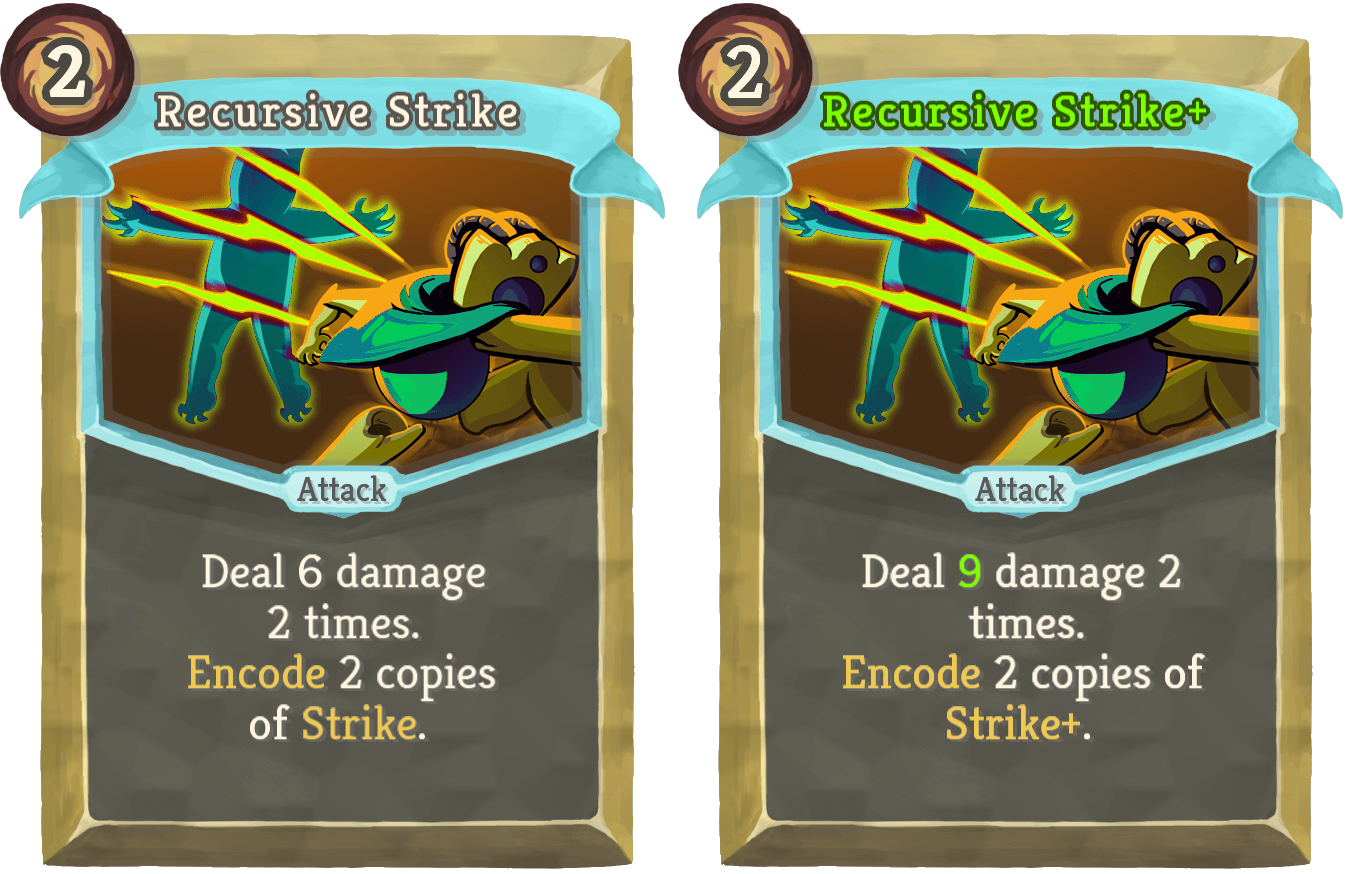 2
Recursive Strike
Attack
Deal 6 damage
2 times.
Encode 2 copies
of Strike.
2
Recursive Strike+
Attack
Deal 9 damage 2
times.
Encode 2 copies of
Strike+.